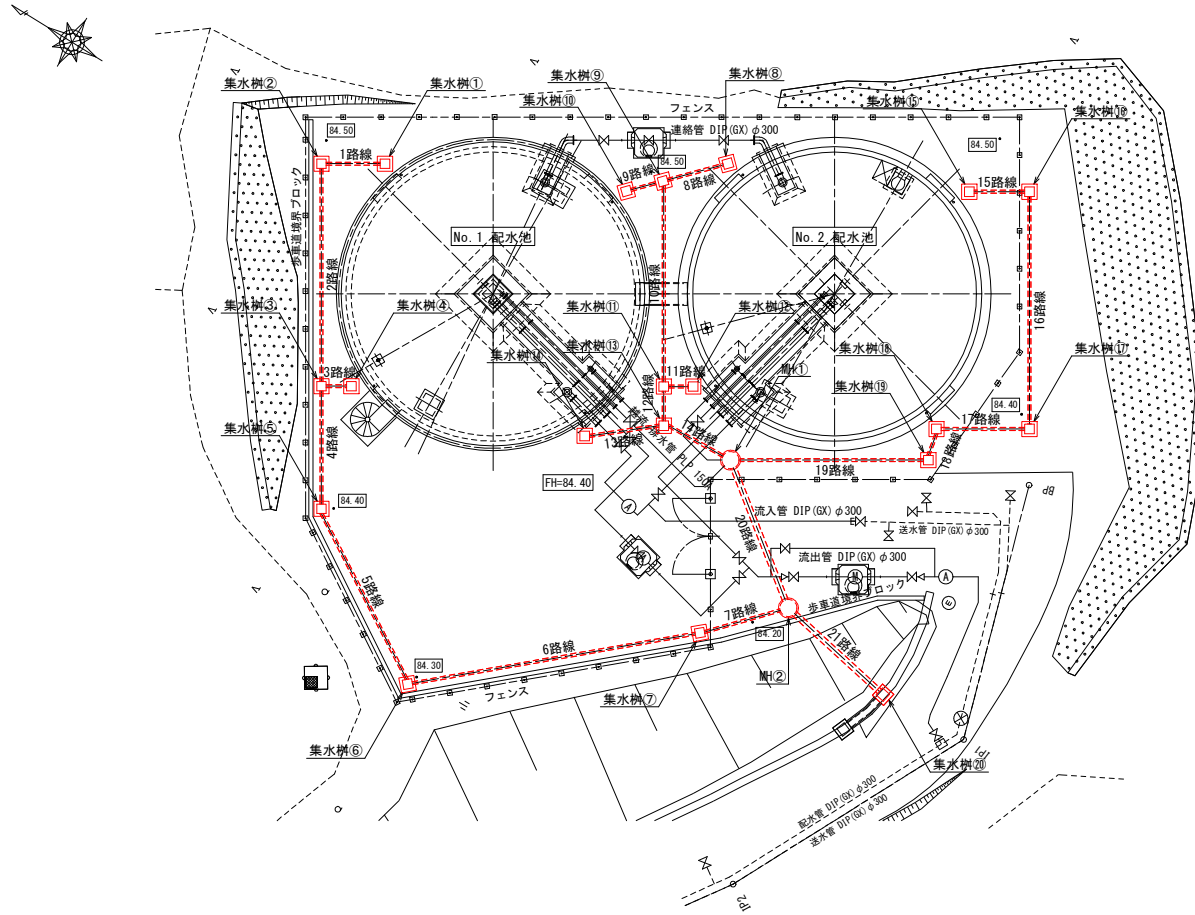 集水桝⑨
集水桝⑧
集水桝②
集水桝①
集水桝⑩
フェンス
集水桝⑮
集水桝⑯
84.50
連絡管 DIP(GX)φ300
84.50
1路線
84.50
9路線
8路線
15路線
歩車道境界ブロック
No.1 配水池
No.2 配水池
2路線
10路線
16路線
集水桝③
集水桝④
集水桝⑪
集水桝⑫
集水桝⑭
集水桝⑬
MH①
集水桝⑱
集水桝⑰
3路線
11路線
集水桝⑲
84.40
12路線
17路線
集水桝⑤
4路線
13路線
14路線
18路線
19路線
PLP 150
FH=84.40
84.40
BP
流入管 DIP(GX)φ300
送水管 DIP(GX)φ300
A
20路線
流出管 DIP(GX)φ300
M
M
A
5路線
歩車道境界ブロック
E
7路線
84.20
6路線
21路線
84.30
MH②
フェンス
集水桝⑦
集水桝⑥
集水桝⑳
IP1
配水管 DIP(GX)φ300
送水管 DIP(GX)φ300
IP2